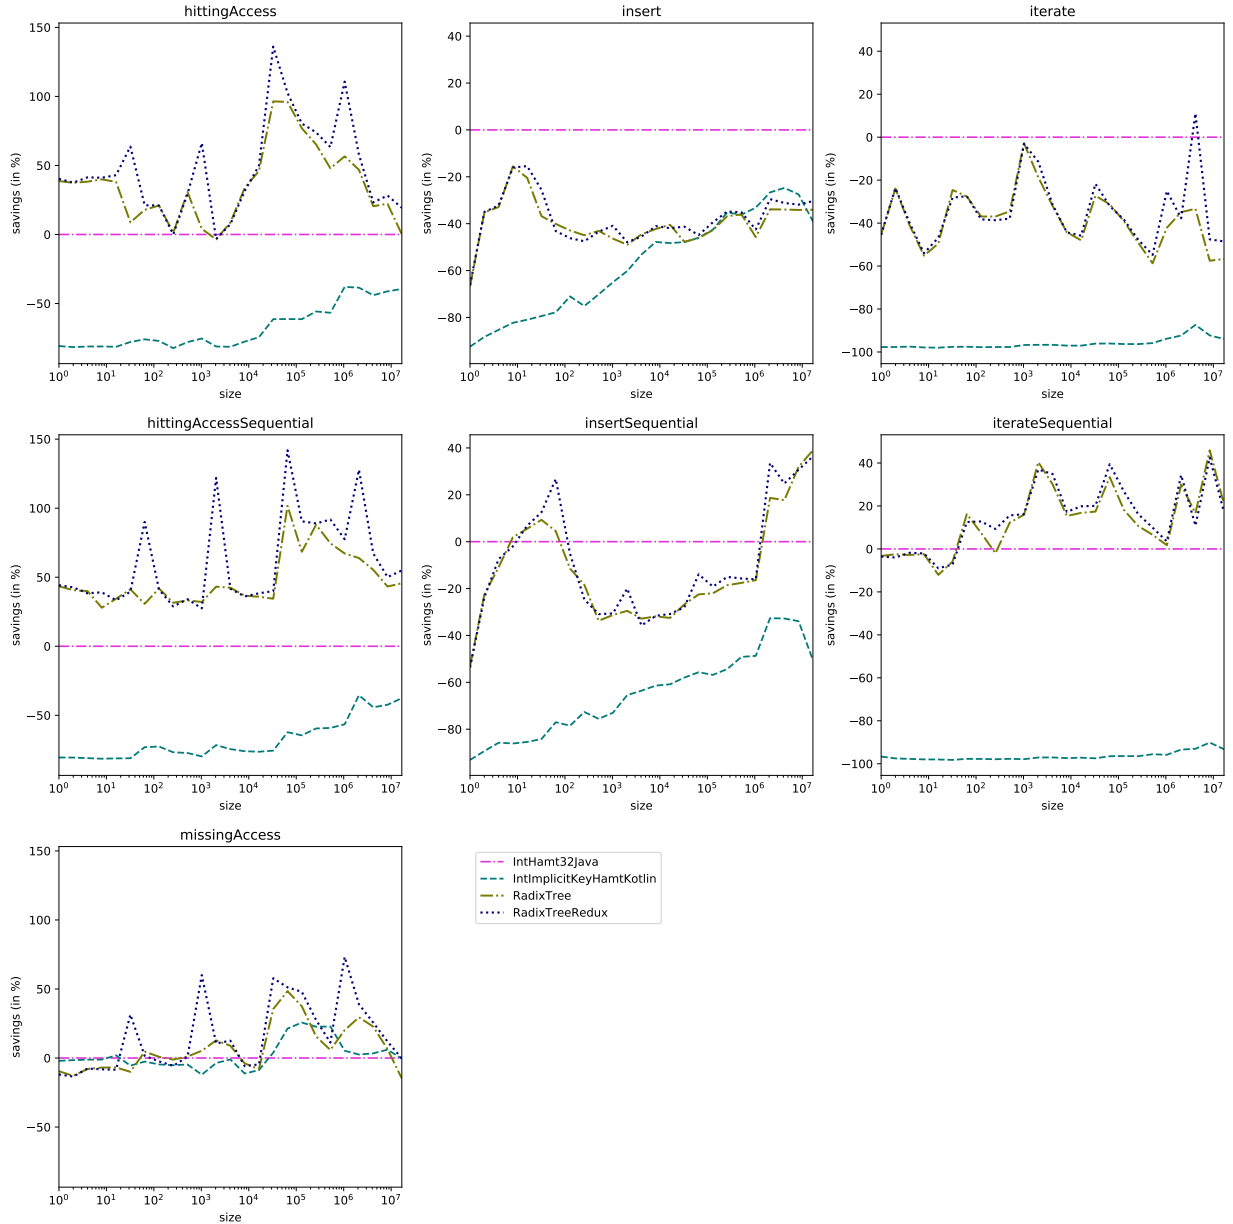 hittingAccess
150
100
50
0
−50
savings (in %)
10^0 10^1 10^2 10^3 10^4 10^5 10^6 10^7
size
insert
40
20
0
−20
−40
−60
−80
savings (in %)
10^0 10^1 10^2 10^3 10^4 10^5 10^6 10^7
size
iterate
40
20
0
−20
−40
−60
−80
−100
savings (in %)
10^0 10^1 10^2 10^3 10^4 10^5 10^6 10^7
size
hittingAccessSequential
150
100
50
0
−50
savings (in %)
10^0 10^1 10^2 10^3 10^4 10^5 10^6 10^7
size
insertSequential
40
20
0
−20
−40
−60
−80
savings (in %)
10^0 10^1 10^2 10^3 10^4 10^5 10^6 10^7
size
iterateSequential
40
20
0
−20
−40
−60
−80
−100
savings (in %)
10^0 10^1 10^2 10^3 10^4 10^5 10^6 10^7
size
missingAccess
150
100
50
0
−50
savings (in %)
10^0 10^1 10^2 10^3 10^4 10^5 10^6 10^7
size
IntHamt32Java
IntImplicitKeyHamtKotlin
RadixTree
RadixTreeRedux